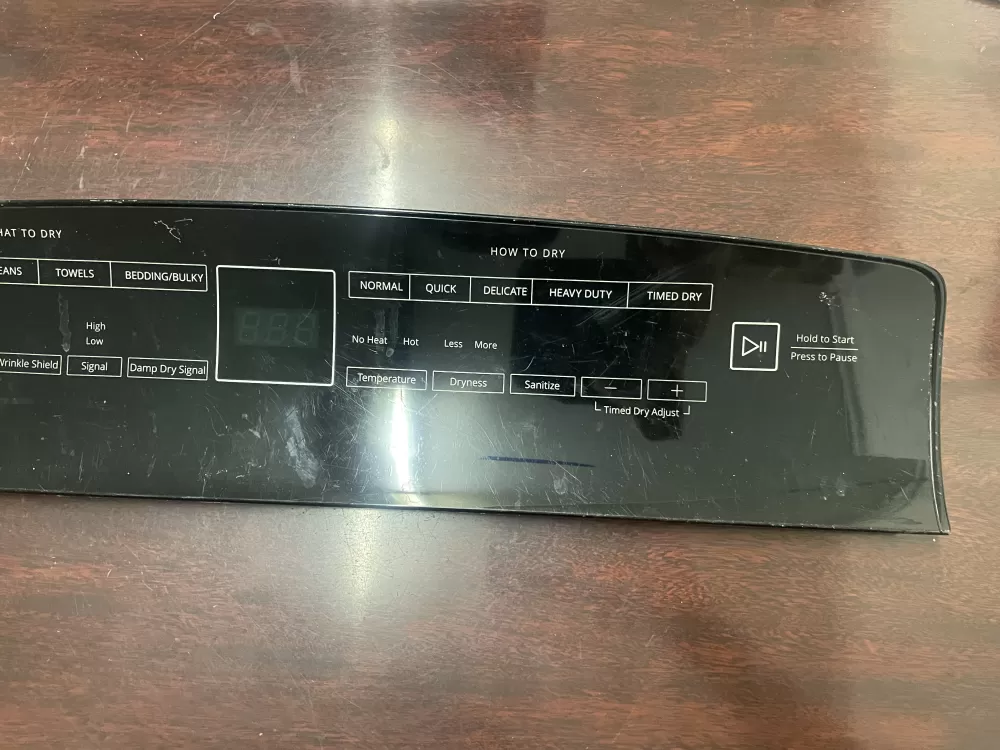 TO DRY
TOWELS
BEDDING/BULKY
High
Low
Wrinkle Shield
Signal
Damp Dry Signal
HOW TO DRY
NORMAL
QUICK
DELICATE
HEAVY DUTY
TIMED DRY
No Heat
Hot
Less
More
Temperature
Dryness
Sanitize
−
+
Timed Dry Adjust
Hold to Start
Press to Pause